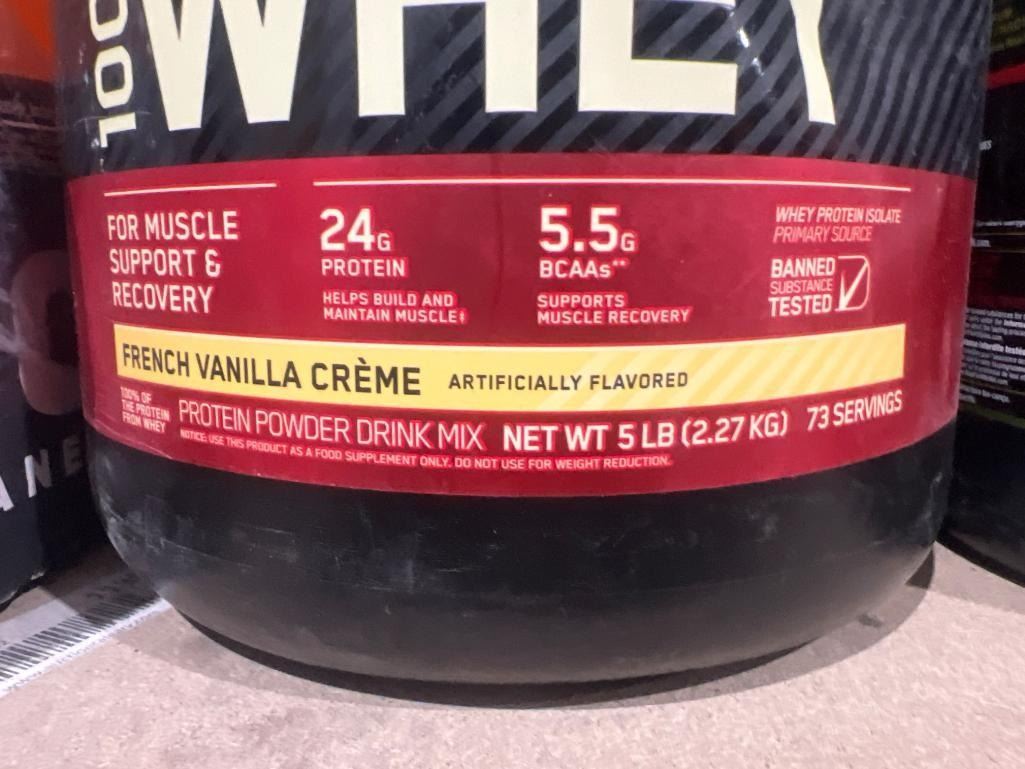 100
WHEY
FOR MUSCLE
SUPPORT &
RECOVERY
24G
PROTEIN
HELPS BUILD AND
MAINTAIN MUSCLE‡
5.5G
BCAAs**
SUPPORTS
MUSCLE RECOVERY
WHEY PROTEIN ISOLATE
PRIMARY SOURCE
BANNED
SUBSTANCE
TESTED
FRENCH VANILLA CRÈME ARTIFICIALLY FLAVORED
100% OF
THE PROTEIN
FROM WHEY
PROTEIN POWDER DRINK MIX NET WT 5 LB (2.27 KG) 73 SERVINGS
NOTICE: USE THIS PRODUCT AS A FOOD SUPPLEMENT ONLY. DO NOT USE FOR WEIGHT REDUCTION.